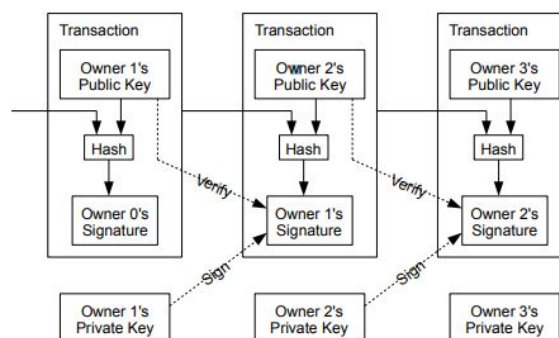 Transaction
Owner 1's
Public Key
Hash
Owner 0's
Signature
Transaction
Owner 2's
Public Key
Hash
Verify
Owner 1's
Signature
Transaction
Owner 3's
Public Key
Hash
Verify
Owner 2's
Signature
Owner 1's
Private Key
Sign
Owner 2's
Private Key
Sign
Owner 3's
Private Key